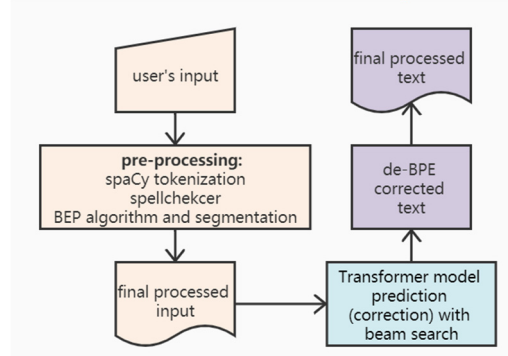 user's input
pre-processing:
spaCy tokenization
spellchekcer
BEP algorithm and segmentation
final processed
input
Transformer model
prediction
(correction) with
beam search
de-BPE
corrected
text
final processed
text